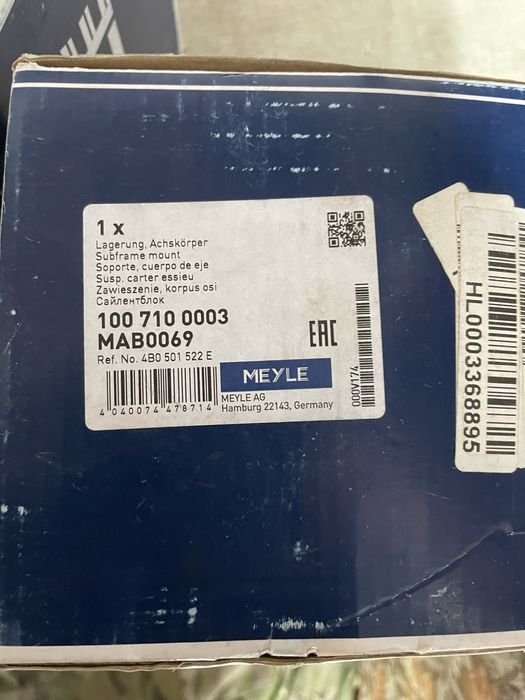 1 x
Lagerung, Achskörper
Subframe mount
Soporte, cuerpo de eje
Susp. carter essieu
Zawieszenie, korpus osi
Сайлентблок
100 710 0003
MAB0069
Ref. No. 4B0 501 522 E
EAC
MEYLE
4 040074 478714
MEYLE AG
Hamburg 22143, Germany
000V174
HL0003368895